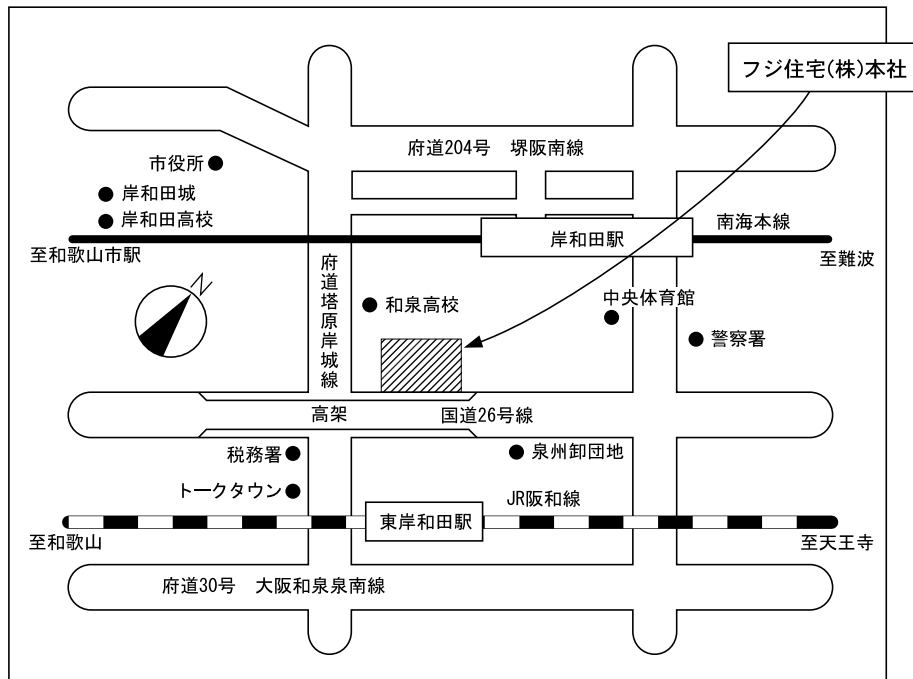 フジ住宅(株)本社
府道204号 堺阪南線
市役所
岸和田城
岸和田高校
南海本線
岸和田駅
至和歌山市駅
至難波
N
府道塔原岸城線
和泉高校
中央体育館
警察署
高架
国道26号線
税務署
泉州卸団地
トークタウン
JR阪和線
東岸和田駅
至和歌山
至天王寺
府道30号 大阪和泉泉南線